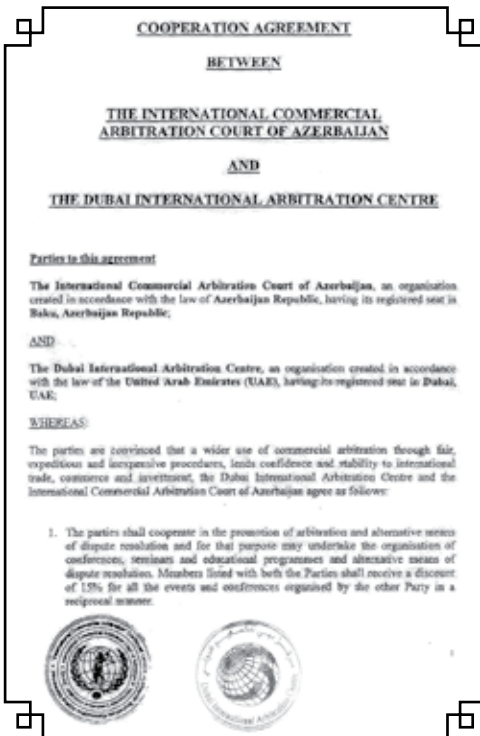 COOPERATION AGREEMENT
BETWEEN
THE INTERNATIONAL COMMERCIAL
ARBITRATION COURT OF AZERBAIJAN
AND
THE DUBAI INTERNATIONAL ARBITRATION CENTRE
Parties to this agreement
The International Commercial Arbitration Court of Azerbaijan, an organisation
created in accordance with the law of Azerbaijan Republic, having its registered seat in
Baku, Azerbaijan Republic;
AND
The Dubai International Arbitration Centre, an organisation created in accordance
with the law of the United Arab Emirates (UAE), having its registered seat in Dubai,
UAE;
WHEREAS:
The parties are convinced that a wider use of commercial arbitration through fair,
expeditious and inexpensive procedures, lends confidence and stability to international
trade, commerce and investment, the Dubai International Arbitration Centre and the
International Commercial Arbitration Court of Azerbaijan agree as follows:
1. The parties shall cooperate in the promotion of arbitration and alternative means
of dispute resolution and for that purpose may undertake the organisation of
conferences, seminars and educational programmes and alternative means of
dispute resolution. Members listed with both the Parties shall receive a discount
of 15% for all the events and conferences organised by the other Party in a
reciprocal manner.
Dubai International Arbitration Centre